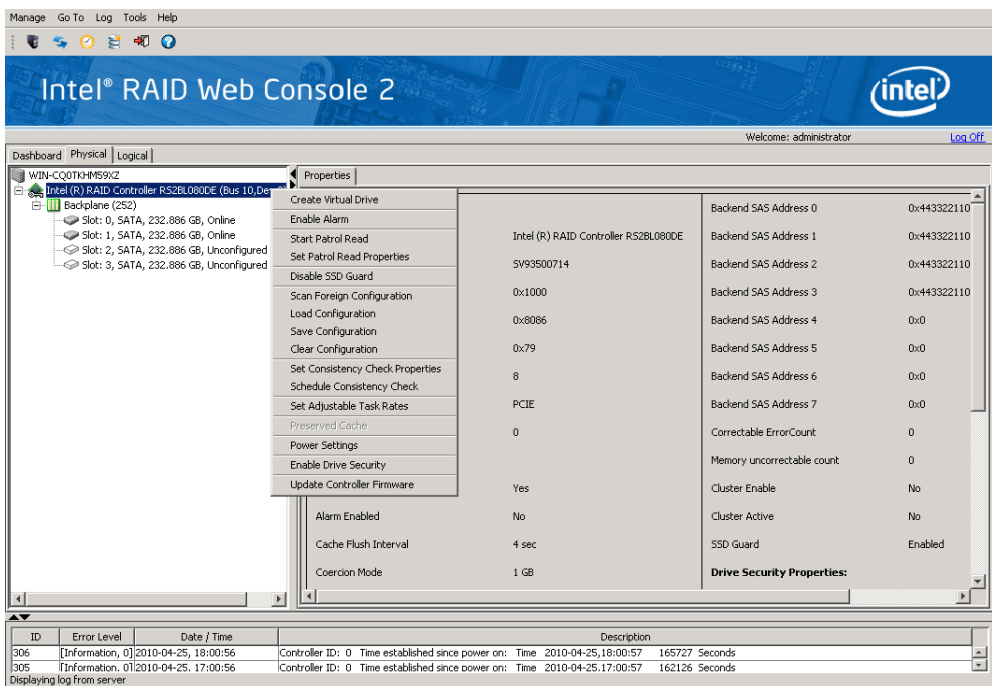 Manage Go To Log Tools Help
Intel® RAID Web Console 2
intel
Welcome: administrator Log Off
Dashboard Physical Logical
WIN-CQ0TKHM59XZ
Intel (R) RAID Controller RS2BL080DE (Bus 10,Dev
Backplane (252)
Slot: 0, SATA, 232.886 GB, Online
Slot: 1, SATA, 232.886 GB, Online
Slot: 2, SATA, 232.886 GB, Unconfigured
Slot: 3, SATA, 232.886 GB, Unconfigured
Create Virtual Drive
Enable Alarm
Start Patrol Read
Set Patrol Read Properties
Disable SSD Guard
Scan Foreign Configuration
Load Configuration
Save Configuration
Clear Configuration
Set Consistency Check Properties
Schedule Consistency Check
Set Adjustable Task Rates
Preserved Cache
Power Settings
Enable Drive Security
Update Controller Firmware
Properties
Backend SAS Address 0 0x443322110
Intel (R) RAID Controller RS2BL080DE Backend SAS Address 1 0x443322110
SV93500714 Backend SAS Address 2 0x443322110
0x1000 Backend SAS Address 3 0x443322110
0x8086 Backend SAS Address 4 0x0
0x79 Backend SAS Address 5 0x0
8 Backend SAS Address 6 0x0
PCIE Backend SAS Address 7 0x0
0 Correctable ErrorCount 0
Memory uncorrectable count 0
Yes Cluster Enable No
Alarm Enabled No Cluster Active No
Cache Flush Interval 4 sec SSD Guard Enabled
Coercion Mode 1 GB Drive Security Properties:
ID Error Level Date / Time Description
306 [Information, 0] 2010-04-25, 18:00:56 Controller ID: 0 Time established since power on: Time 2010-04-25,18:00:57 165727 Seconds
305 [Information, 0] 2010-04-25, 17:00:56 Controller ID: 0 Time established since power on: Time 2010-04-25,17:00:57 162126 Seconds
Displaying log from server